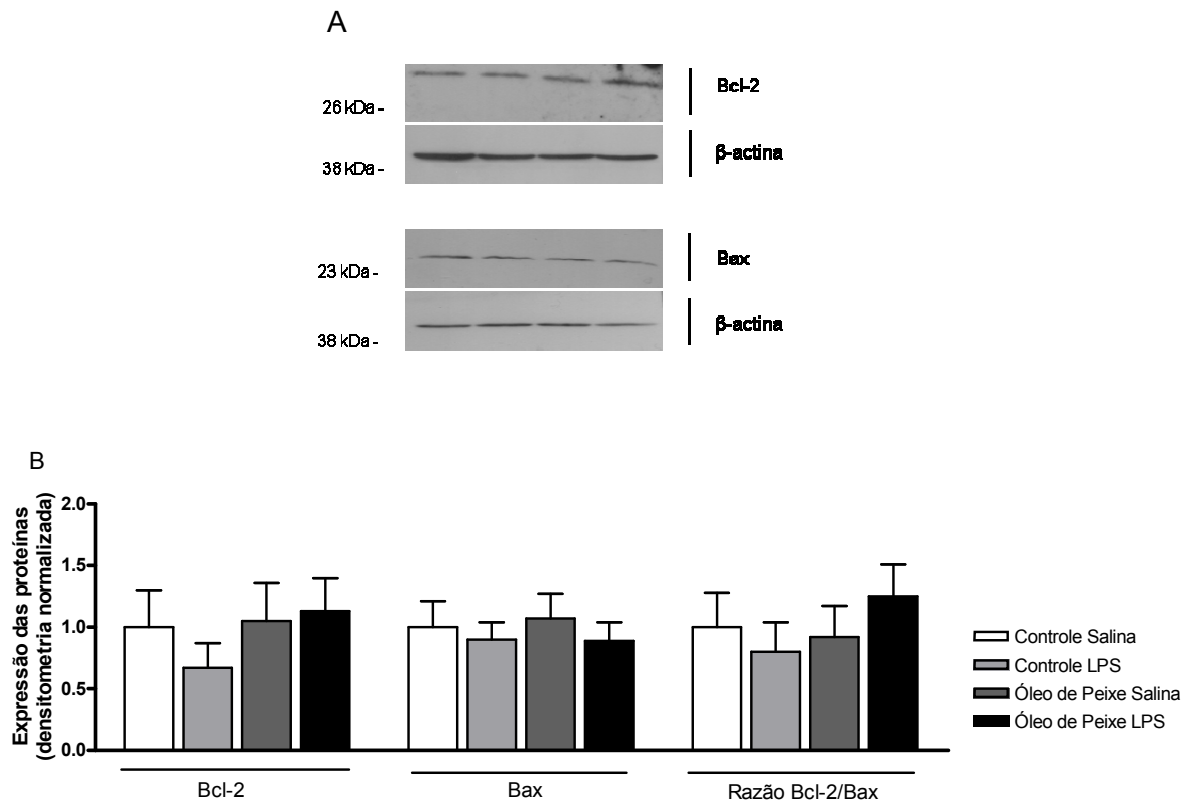 A
Bcl-2
26 kDa -
β-actina
38 kDa -
Bax
23 kDa -
β-actina
38 kDa -
B
Expressão das proteínas
(densitometria normalizada)
2.0
1.5
1.0
0.5
0.0
Bcl-2
Bax
Razão Bcl-2/Bax
Controle Salina
Controle LPS
Óleo de Peixe Salina
Óleo de Peixe LPS